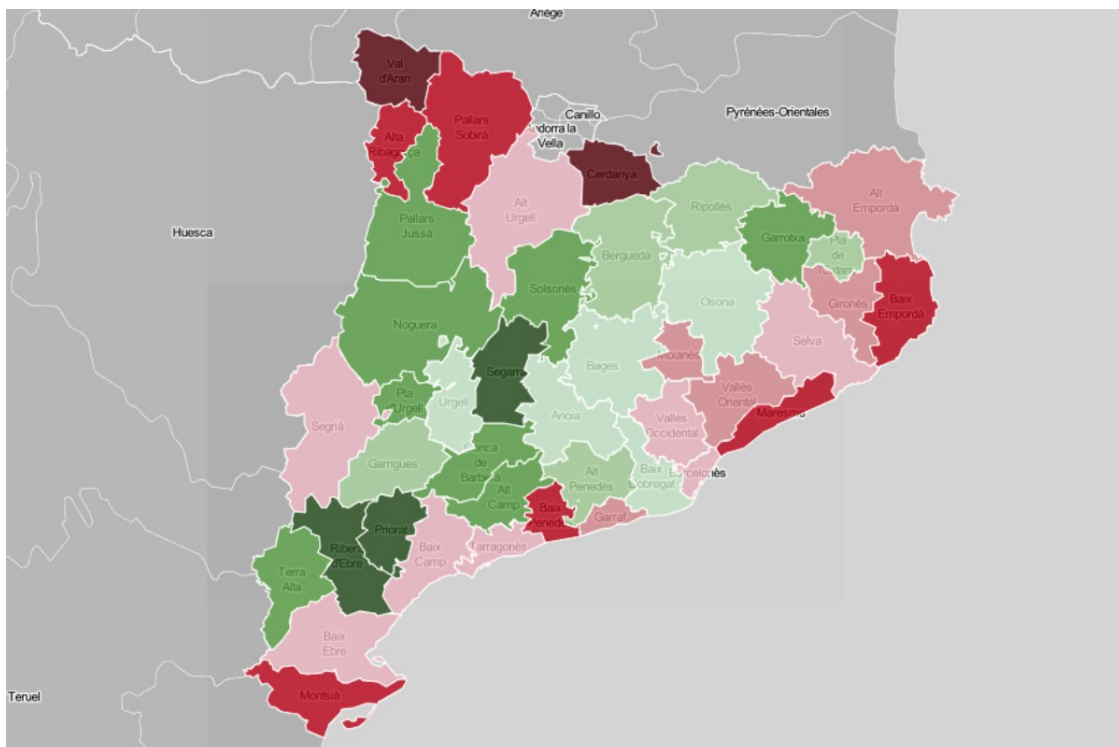 Ariège
Val
d'Aran
Pallars
Sobirà
Alta
Ribagorça
Canillo
Andorra la
Vella
Pyrénées-Orientales
Cerdanya
Alt
Urgell
Ripollès
Alt
Empordà
Huesca
Pallars
Jussà
Garrotxa
Pla
de
l'Estany
Berguedà
Solsonès
Osona
Gironès
Baix
Empordà
Noguera
Selva
Moianès
Bages
Segarra
Pla
d'Urgell
Urgell
Vallès
Oriental
Maresme
Anoia
Vallès
Occidental
Segrià
Garrigues
Conca
de
Barberà
Alt
Camp
Alt
Penedès
Baix
Llobregat
Barcelonès
Baix
Penedès
Garraf
Priorat
Ribera
d'Ebre
Baix
Camp
Tarragonès
Terra
Alta
Baix
Ebre
Montsià
Teruel